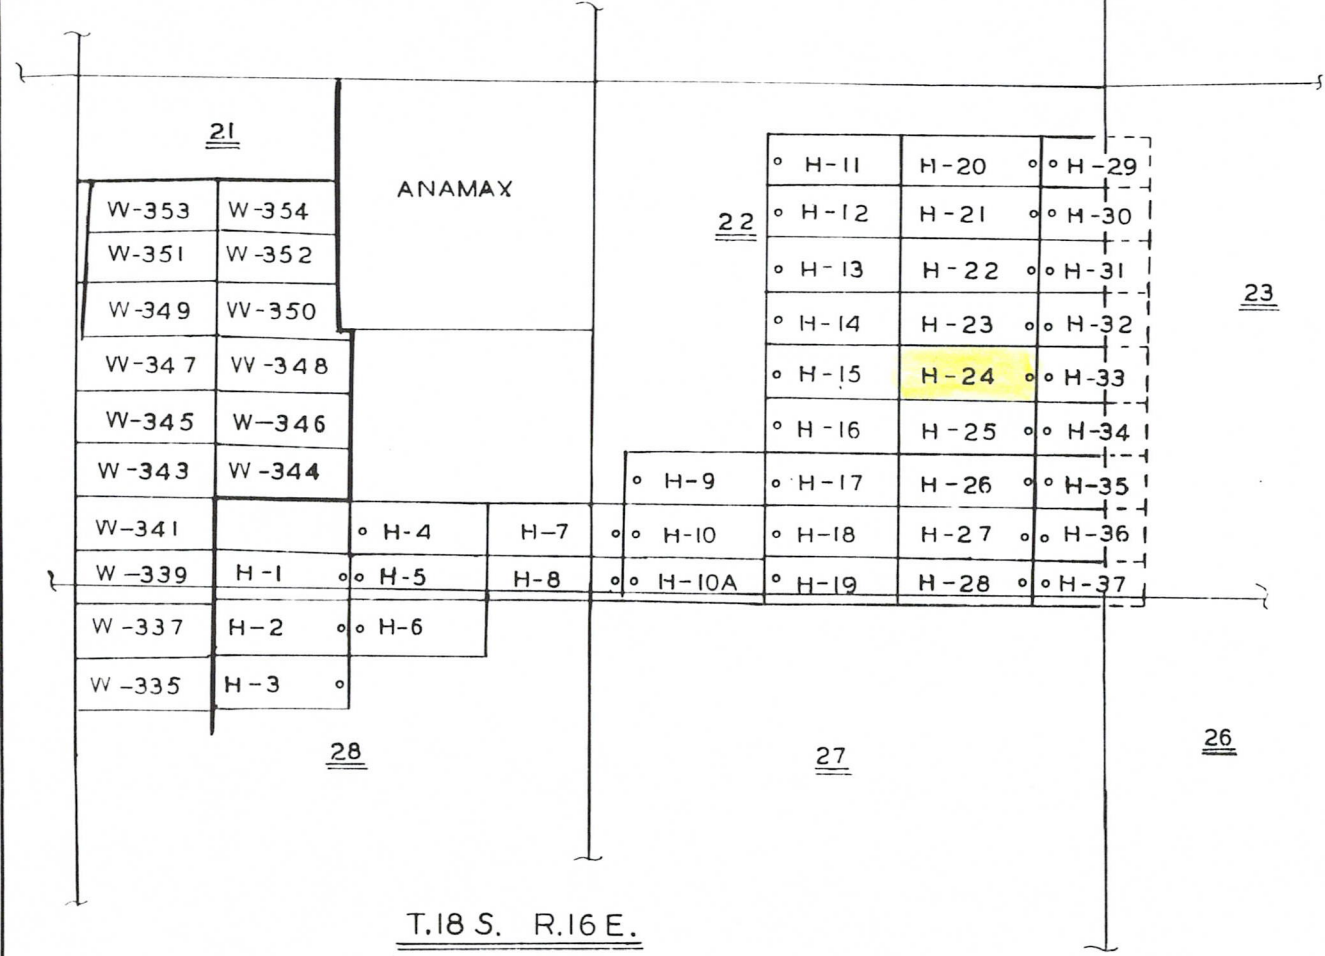 21
ANAMAX
H-11 H-20 H-29
W-353 W-354 22 H-12 H-21 H-30
W-351 W-352 H-13 H-22 H-31 23
W-349 W-350 H-14 H-23 H-32
W-347 W-348 H-15 H-24 H-33
W-345 W-346 H-16 H-25 H-34
W-343 W-344 H-9 H-17 H-26 H-35
W-341 H-4 H-7 H-10 H-18 H-27 H-36
W-339 H-1 H-5 H-8 H-10A H-19 H-28 H-37
W-337 H-2 H-6
W-335 H-3
28 27 26
T.18 S. R.16 E.